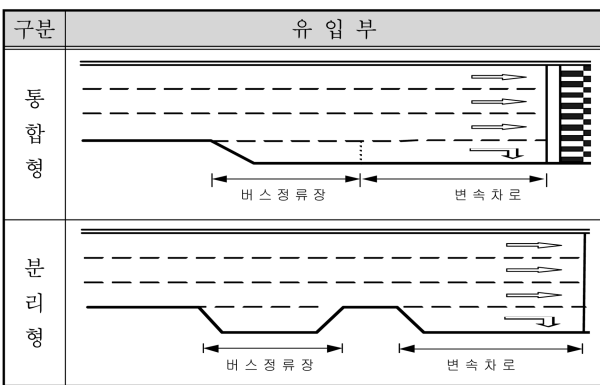 구분 유 입 부
통합형
버스정류장 변속차로
분리형
버스정류장 변속차로